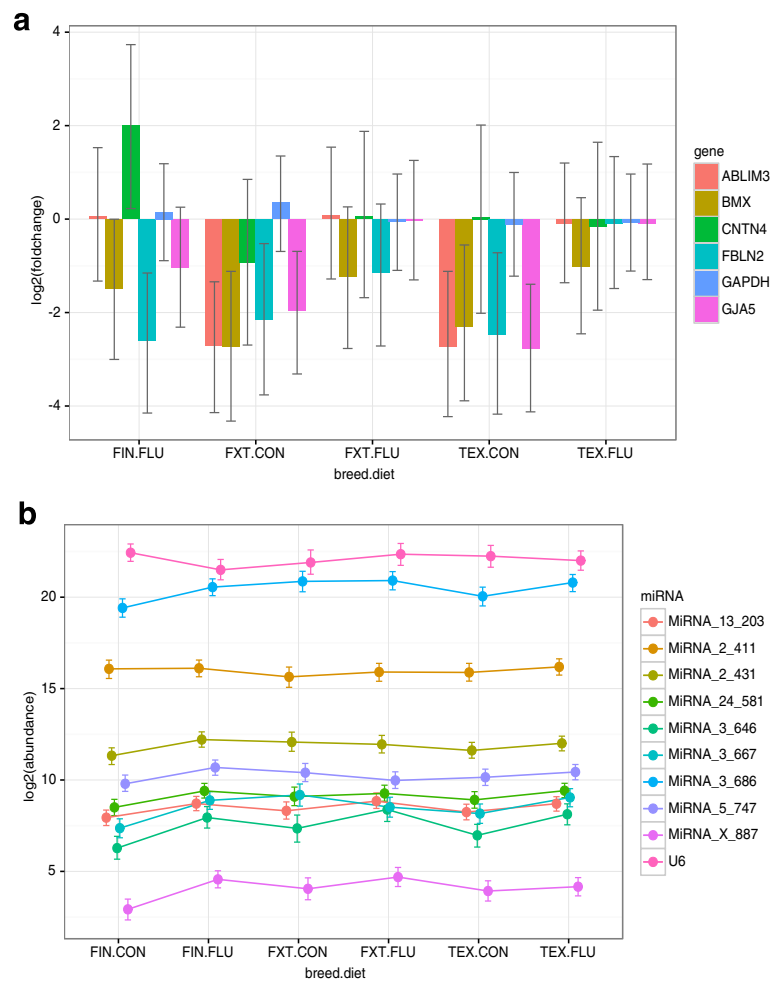 a
4
2
0
-2
-4
log2(foldchange)
FIN.FLU FXT.CON FXT.FLU TEX.CON TEX.FLU
breed.diet
gene
ABLIM3
BMX
CNTN4
FBLN2
GAPDH
GJA5
b
20
15
10
5
log2(abundance)
FIN.CON FIN.FLU FXT.CON FXT.FLU TEX.CON TEX.FLU
breed.diet
miRNA
MiRNA_13_203
MiRNA_2_411
MiRNA_2_431
MiRNA_24_581
MiRNA_3_646
MiRNA_3_667
MiRNA_3_686
MiRNA_5_747
MiRNA_X_887
U6